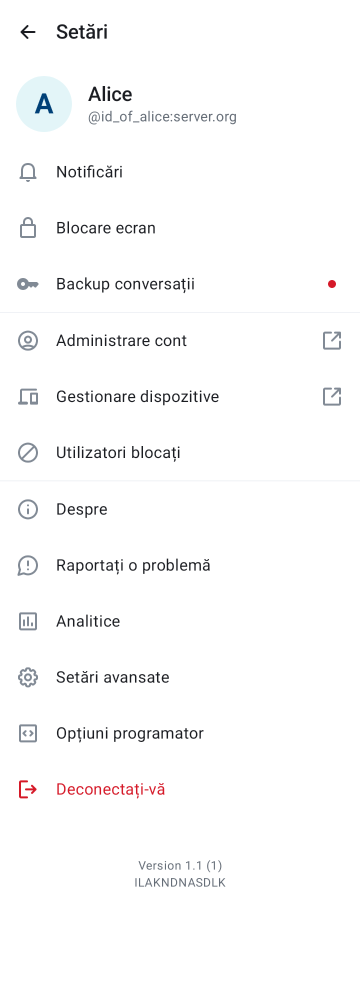 Setări
A
Alice
@id_of_alice:server.org
Notificări
Blocare ecran
Backup conversații
Administrare cont
Gestionare dispozitive
Utilizatori blocați
Despre
Raportați o problemă
Analitice
Setări avansate
Opțiuni programator
Deconectați-vă
Version 1.1 (1)
ILAKNDNASDLK